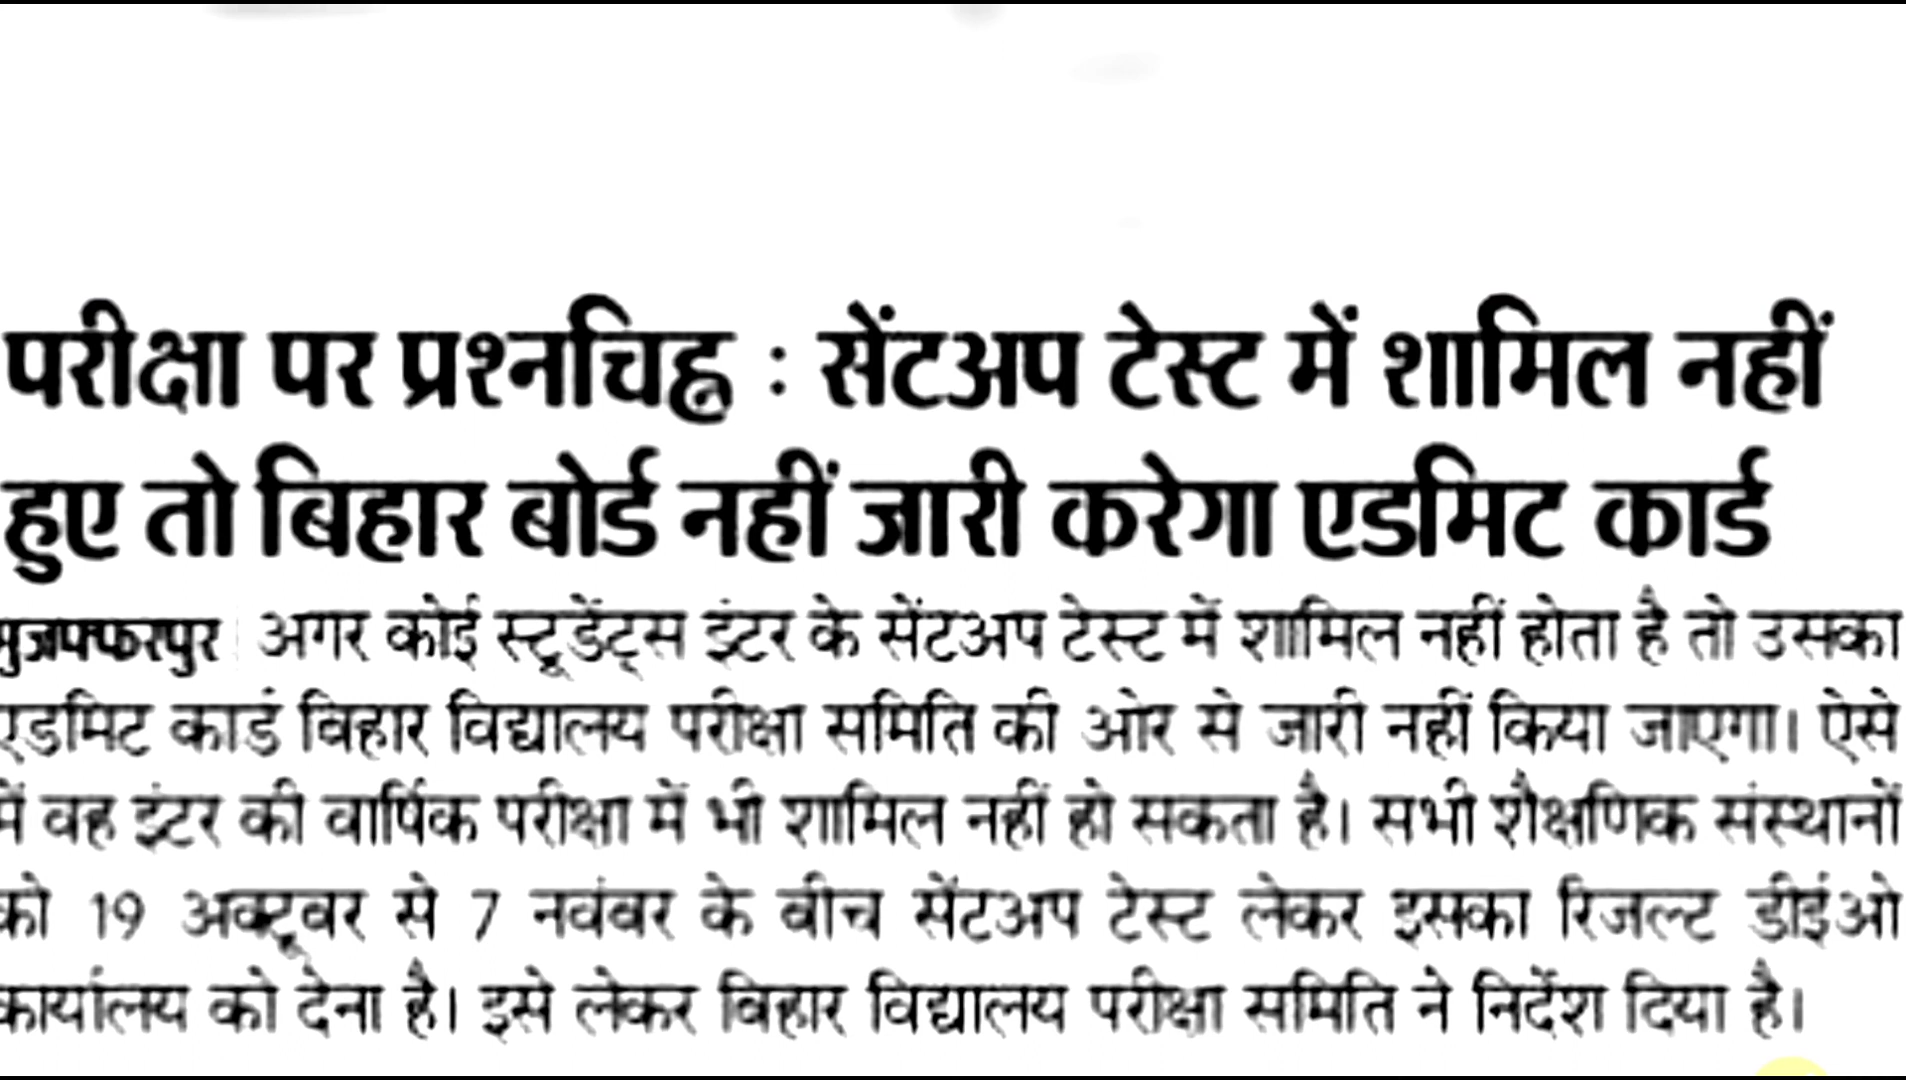 परीक्षा पर प्रश्नचिह्न : सेंटअप टेस्ट में शामिल नहीं
हुए तो बिहार बोर्ड नहीं जारी करेगा एडमिट कार्ड
मुजफ्फरपुर अगर कोई स्टूडेंट्स इंटर के सेंटअप टेस्ट में शामिल नहीं होता है तो उसका
एडमिट कार्ड बिहार विद्यालय परीक्षा समिति की ओर से जारी नहीं किया जाएगा। ऐसे
में वह इंटर की वार्षिक परीक्षा में भी शामिल नहीं हो सकता है। सभी शैक्षणिक संस्थानों
को 19 अक्टूबर से 7 नवंबर के बीच सेंटअप टेस्ट लेकर इसका रिजल्ट डीईओ
कार्यालय को देना है। इसे लेकर बिहार विद्यालय परीक्षा समिति ने निर्देश दिया है।